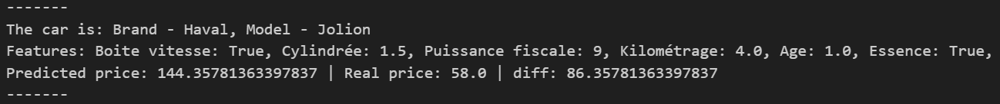 -------
The car is: Brand - Haval, Model - Jolion
Features: Boite vitesse: True, Cylindrée: 1.5, Puissance fiscale: 9, Kilométrage: 4.0, Age: 1.0, Essence: True,
Predicted price: 144.35781363397837 | Real price: 58.0 | diff: 86.35781363397837
-------